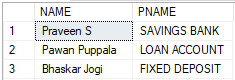 NAME PNAME
1 Praveen S SAVINGS BANK
2 Pawan Puppala LOAN ACCOUNT
3 Bhaskar Jogi FIXED DEPOSIT